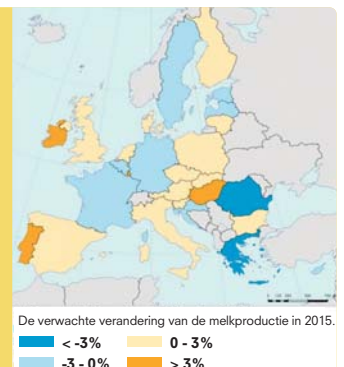 De verwachte verandering van de melkproductie in 2015.
< -3% 0 - 3%
-3 - 0% > 3%